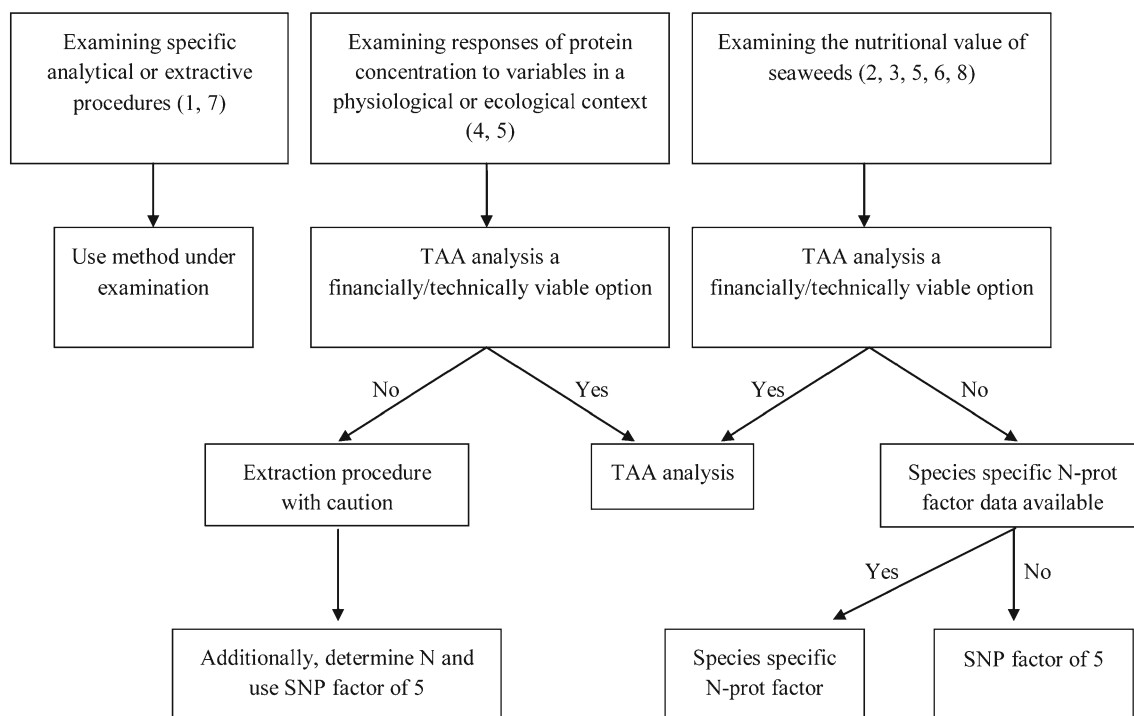 Examining specific
analytical or extractive
procedures (1, 7)
Examining responses of protein
concentration to variables in a
physiological or ecological context
(4, 5)
Examining the nutritional value of
seaweeds (2, 3, 5, 6, 8)
Use method under
examination
TAA analysis a
financially/technically viable option
TAA analysis a
financially/technically viable option
No
Yes
Yes
No
Extraction procedure
with caution
TAA analysis
Species specific N-prot
factor data available
Yes
No
Additionally, determine N and
use SNP factor of 5
Species specific
N-prot factor
SNP factor of 5